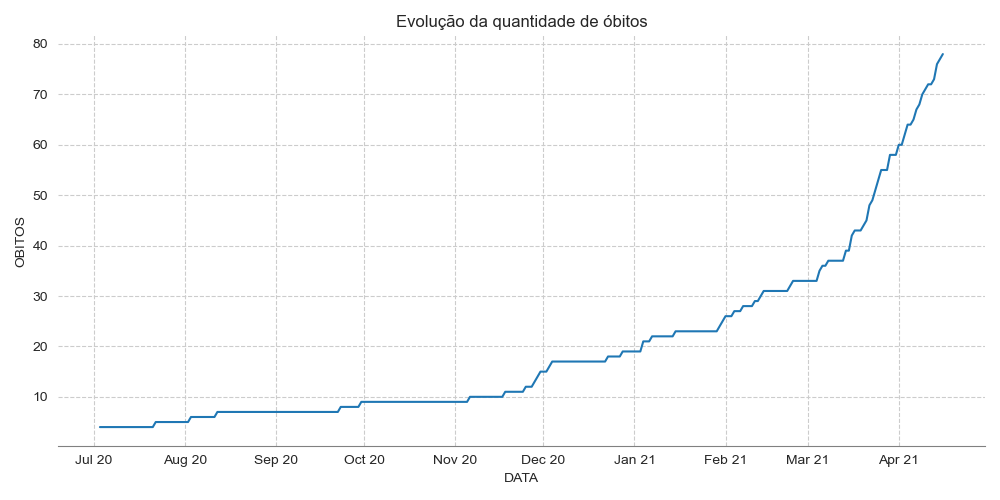 Evolução da quantidade de óbitos
80
70
60
50
40
30
20
10
OBITOS
Jul 20 Aug 20 Sep 20 Oct 20 Nov 20 Dec 20 Jan 21 Feb 21 Mar 21 Apr 21
DATA